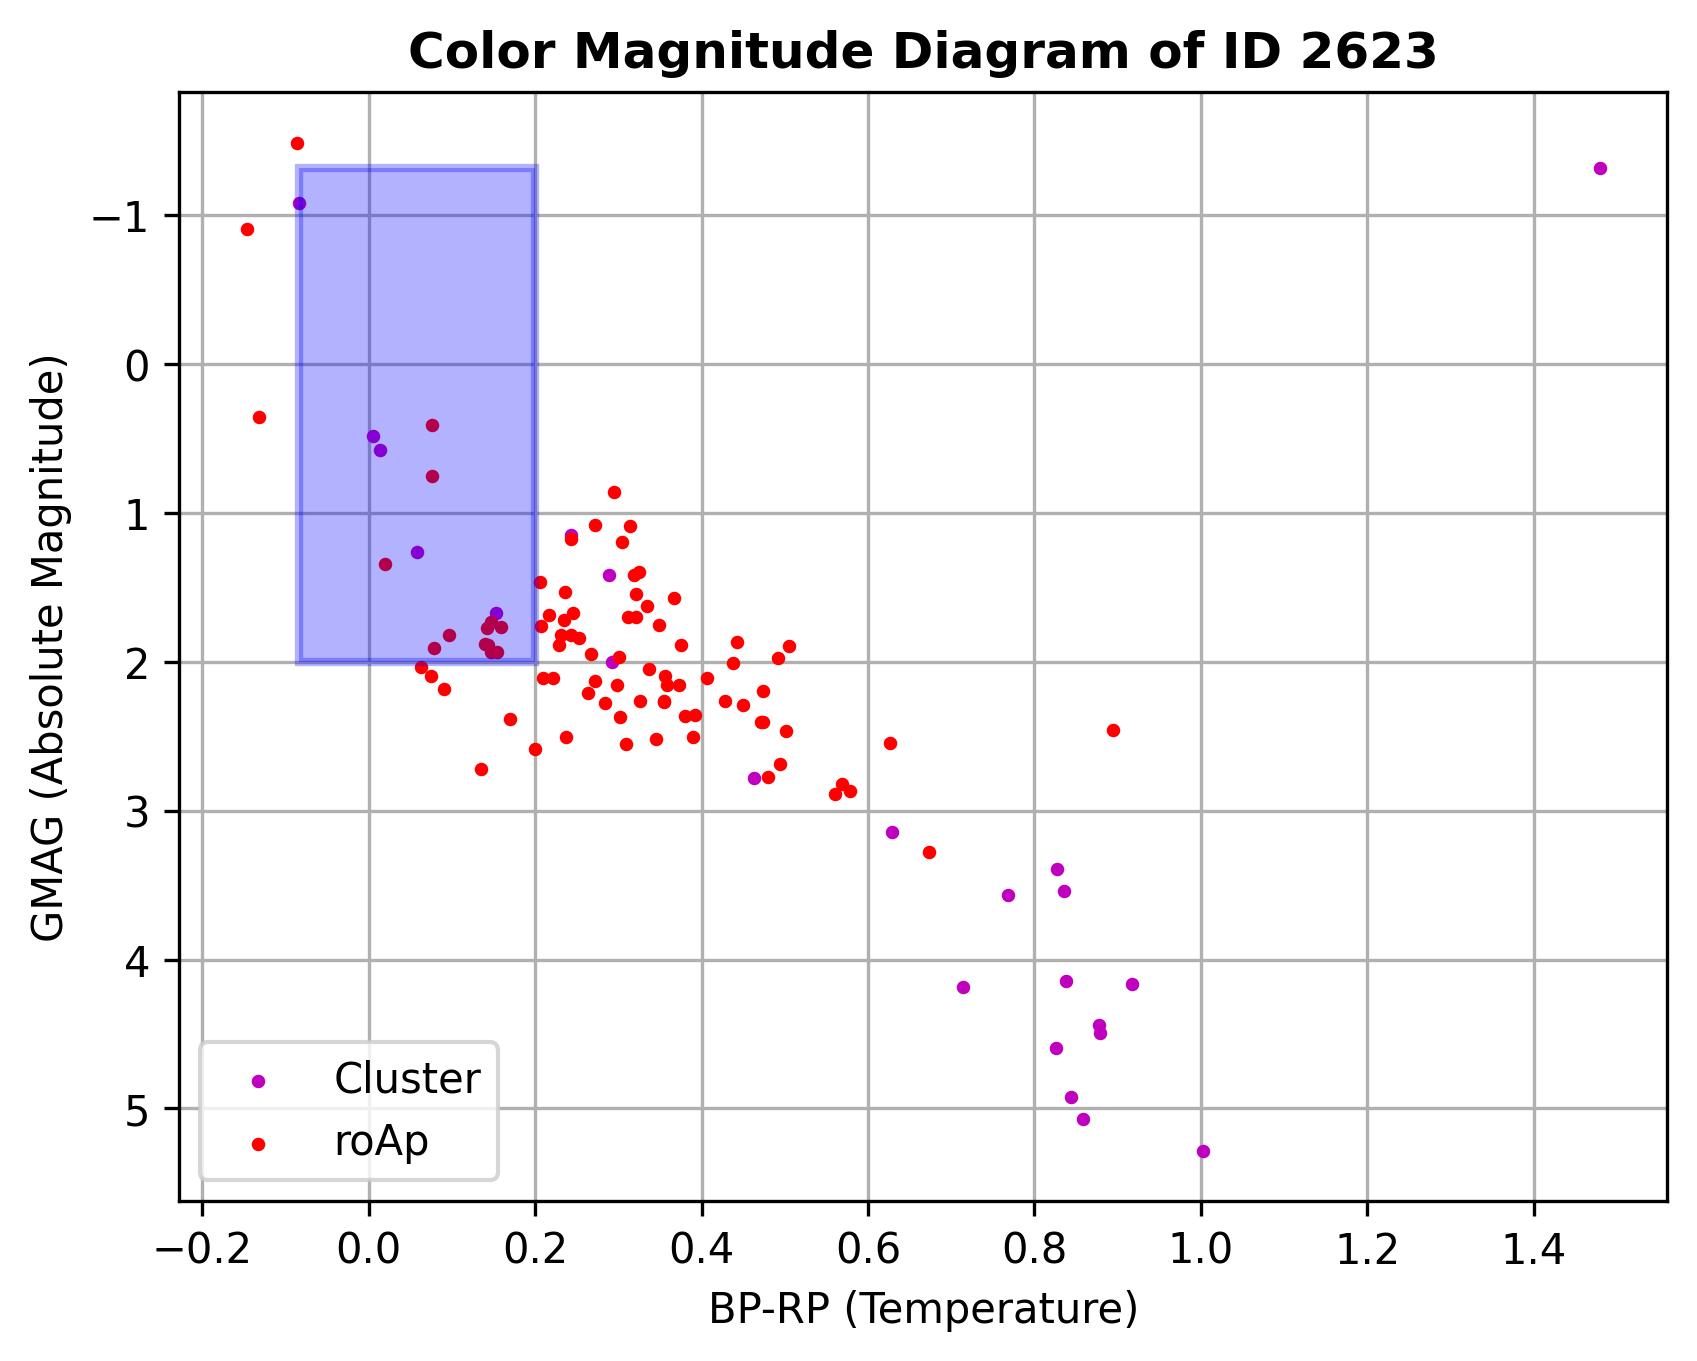 Color Magnitude Diagram of ID 2623
GMAG (Absolute Magnitude)
−1
0
1
2
3
4
5
Cluster
roAp
−0.2 0.0 0.2 0.4 0.6 0.8 1.0 1.2 1.4
BP-RP (Temperature)